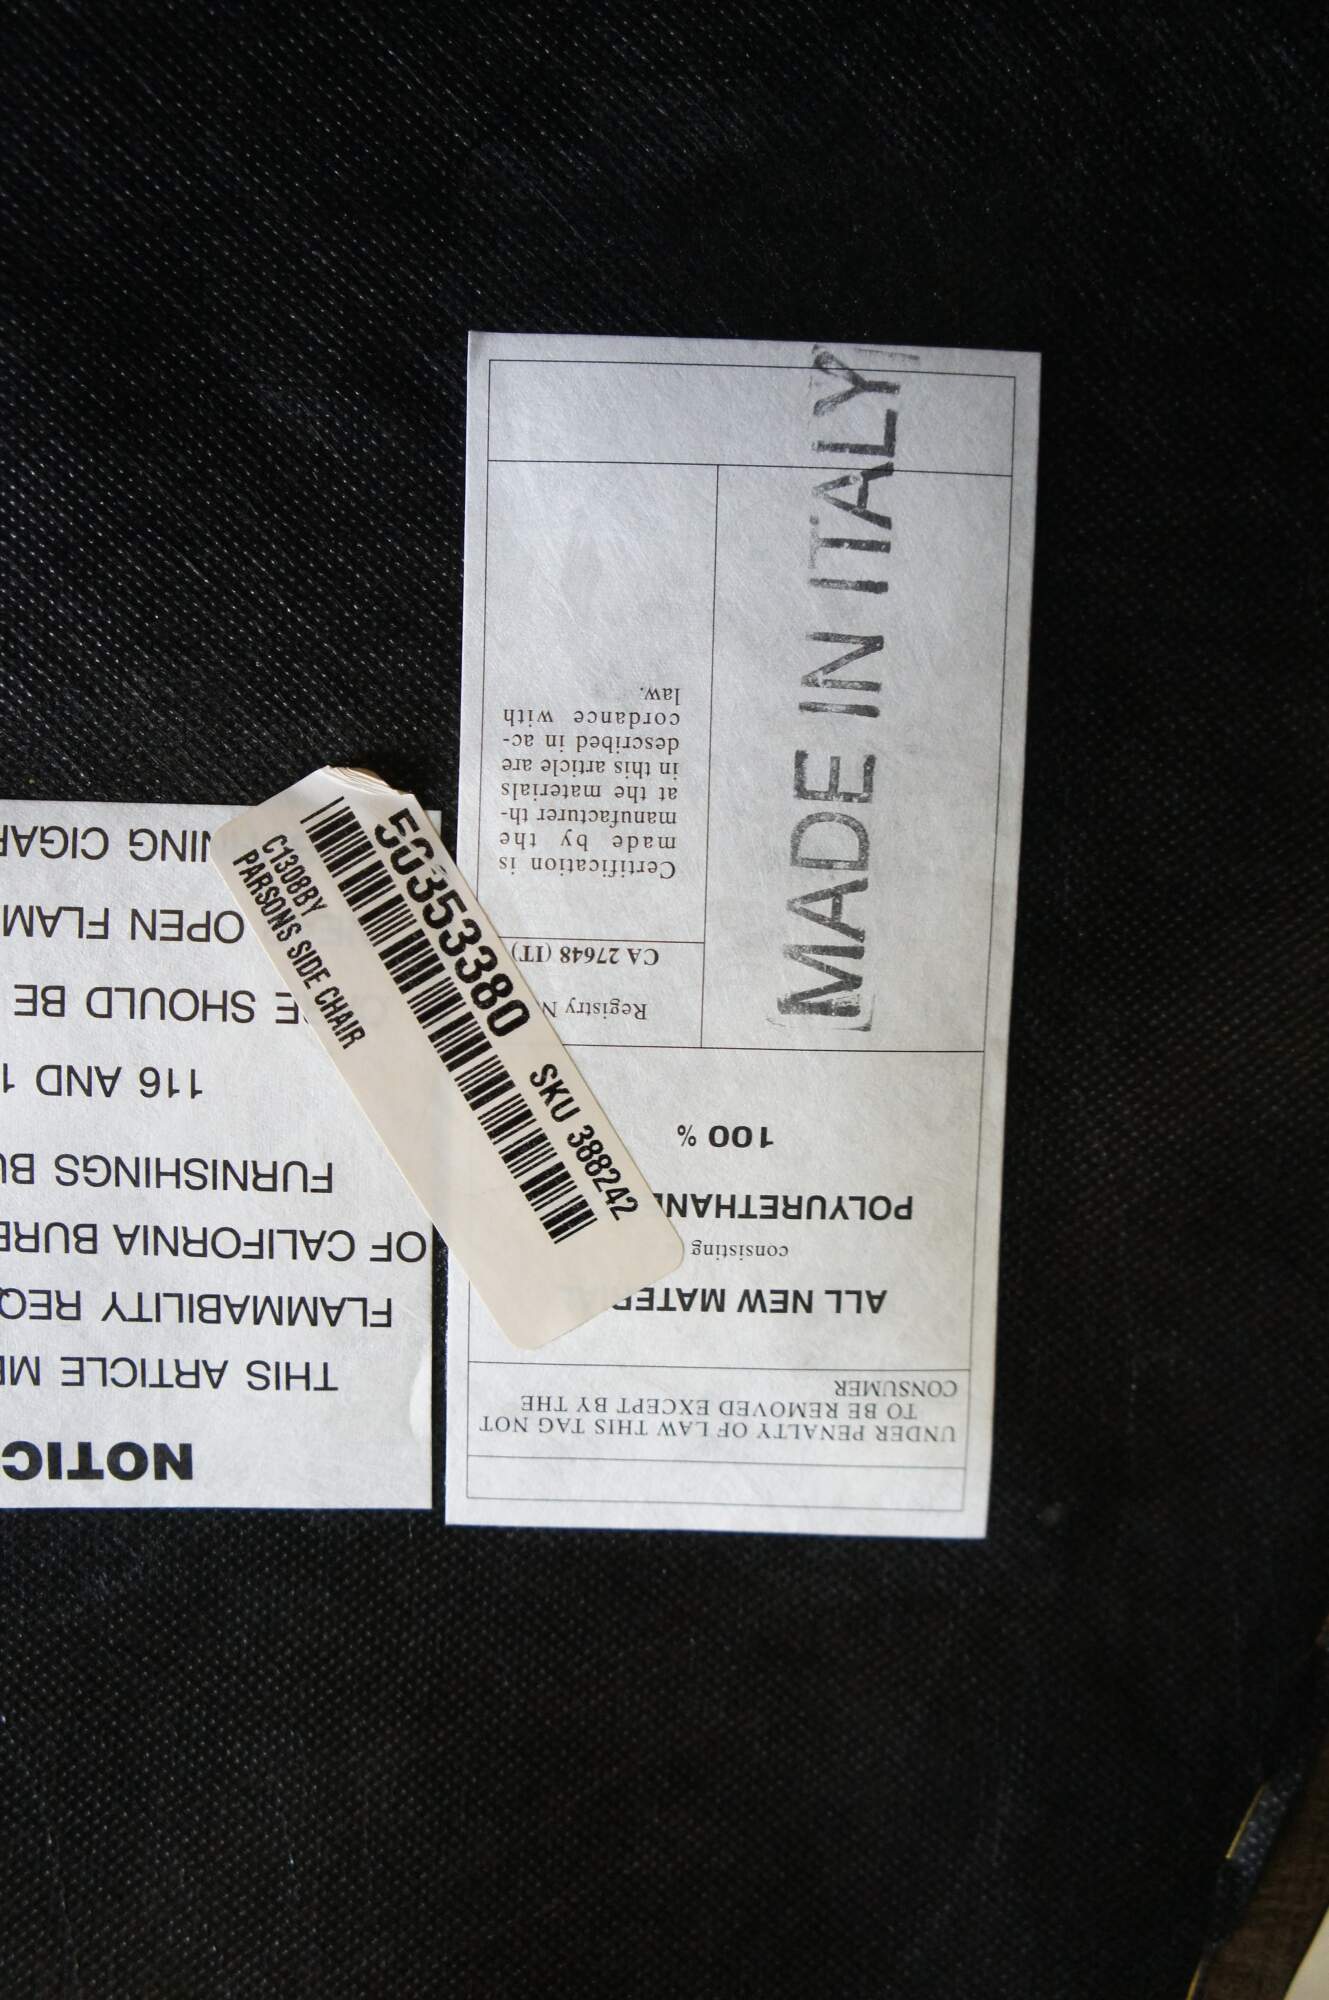 UNDER PENALTY OF LAW THIS TAG NOT
TO BE REMOVED EXCEPT BY THE
CONSUMER
ALL NEW MATERIAL
consisting
POLYURETHAN
100 %
Registry N
CA 27648 (IT)
Certification is
made by the
manufacturer th-
at the materials
in this article are
described in ac-
cordance with
law.
MADE IN ITALY
SKU 388242
C1308BY
PARSONS SIDE CHAIR
NOTIC
THIS ARTICLE ME
FLAMMABILITY REQ
OF CALIFORNIA BURE
FURNISHINGS BU
116 AND 1
SHOULD BE
OPEN FLAM
NING CIGAR